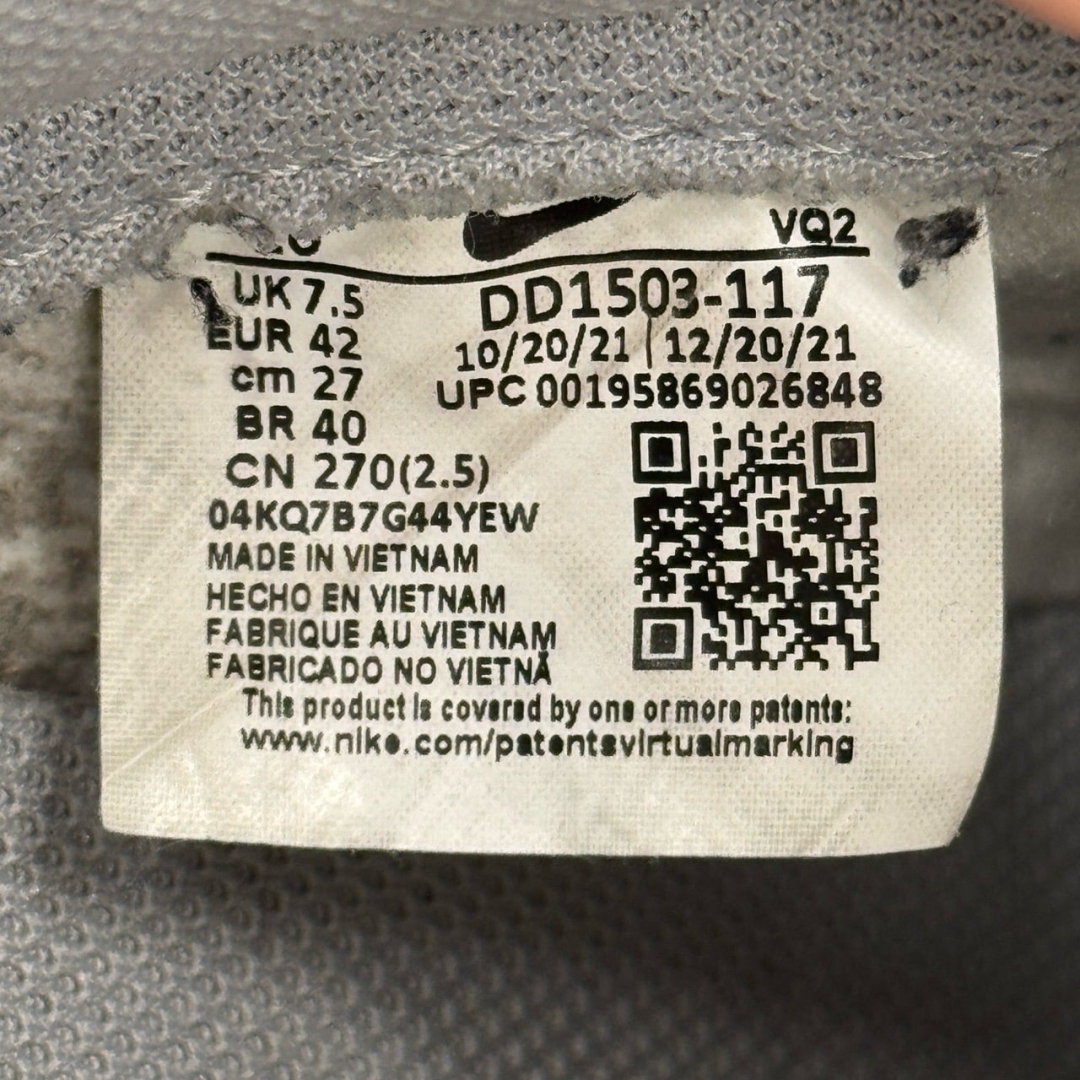 VQ2
UK 7.5
DD1503-117
EUR 42
10/20/21 | 12/20/21
cm 27
UPC 00195869026848
BR 40
CN 270(2.5)
04KQ7B7G44YEW
MADE IN VIETNAM
HECHO EN VIETNAM
FABRIQUE AU VIETNAM
FABRICADO NO VIETNÃ
This product is covered by one or more patents:
www.nike.com/patentsvirtualmarking